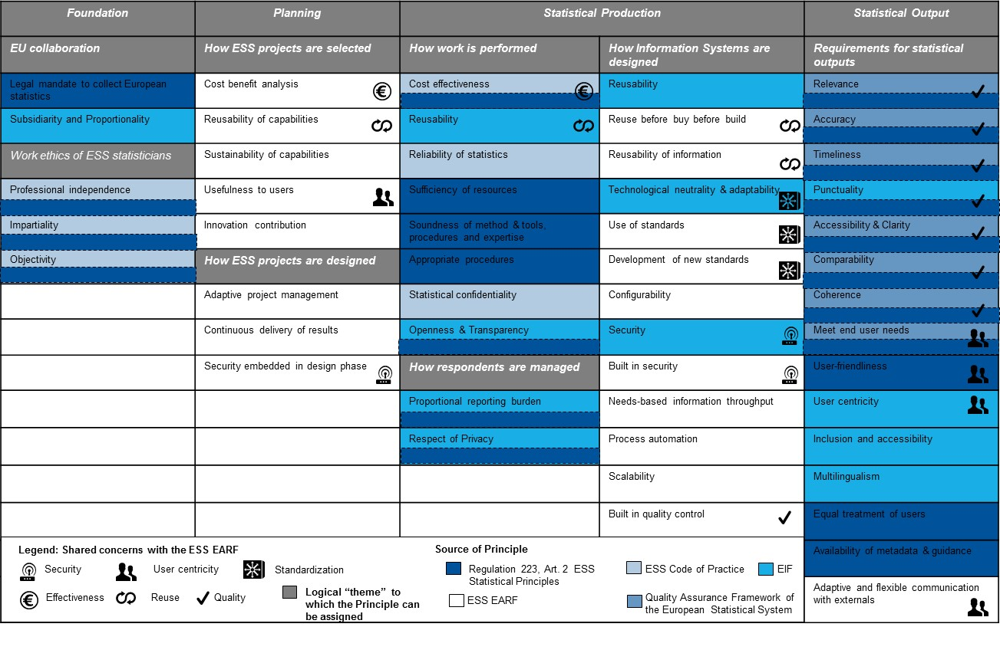 Foundation
Planning
Statistical Production
Statistical Output
EU collaboration
How ESS projects are selected
How work is performed
How Information Systems are
designed
Requirements for statistical
outputs
Legal mandate to collect European
statistics
Cost benefit analysis
Cost effectiveness
Reusability
Relevance
Subsidiarity and Proportionality
Reusability of capabilities
Reusability
Reuse before buy before build
Accuracy
Work ethics of ESS statisticians
Sustainability of capabilities
Reliability of statistics
Reusability of information
Timeliness
Professional independence
Usefulness to users
Sufficiency of resources
Technological neutrality & adaptability
Punctuality
Impartiality
Innovation contribution
Soundness of method & tools,
procedures and expertise
Use of standards
Accessibility & Clarity
Objectivity
How ESS projects are designed
Appropriate procedures
Development of new standards
Comparability
Adaptive project management
Statistical confidentiality
Configurability
Coherence
Continuous delivery of results
Openness & Transparency
Security
Meet end user needs
Security embedded in design phase
How respondents are managed
Built in security
User-friendliness
Proportional reporting burden
Needs-based information throughput
User centricity
Respect of Privacy
Process automation
Inclusion and accessibility
Scalability
Multilingualism
Built in quality control
Equal treatment of users
Availability of metadata & guidance
Adaptive and flexible communication
with externals
Legend: Shared concerns with the ESS EARF
Security
User centricity
Standardization
Effectiveness
Reuse
Quality
Logical “theme” to
which the Principle can
be assigned
Source of Principle
Regulation 223, Art. 2 ESS
Statistical Principles
ESS Code of Practice
EIF
ESS EARF
Quality Assurance Framework of
the European Statistical System